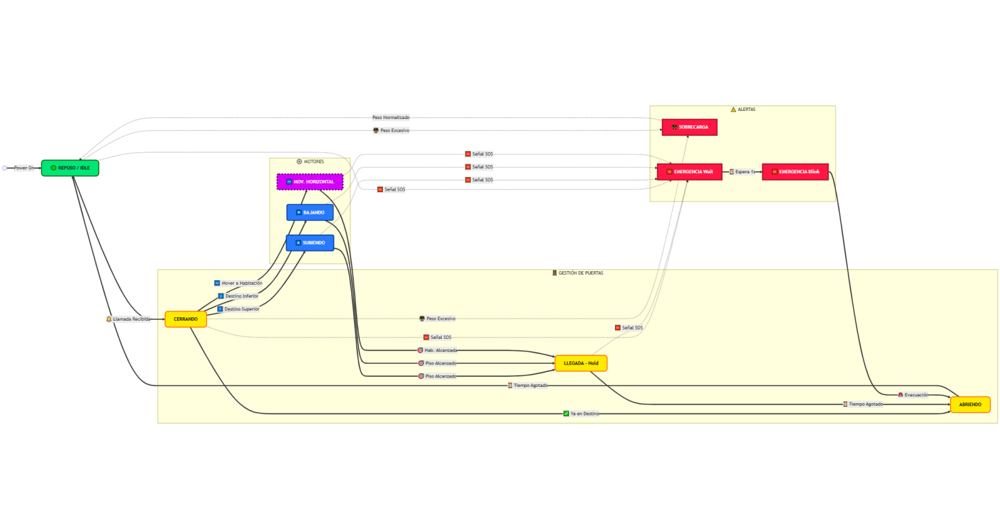 ALERTAS
Peso Normalizado
SOBRECARGA
Peso Excesivo
Señal SOS
MOTORES
Power On
REPOSO / IDLE
Señal SOS
EMERGENCIA Wait
Espera 1s
EMERGENCIA Blink
MOV. HORIZONTAL
Señal SOS
Señal SOS
BAJANDO
SUBIENDO
GESTIÓN DE PUERTAS
Mover a Habitación
Destino Inferior
Destino Superior
Llamada Recibida
CERRANDO
Peso Excesivo
Señal SOS
Señal SOS
Hab. Alcanzada
Piso Alcanzado
LLEGADA - Hold
Piso Alcanzado
Tiempo Agotado
Evacuación
Tiempo Agotado
ABRIENDO
Ya en Destino